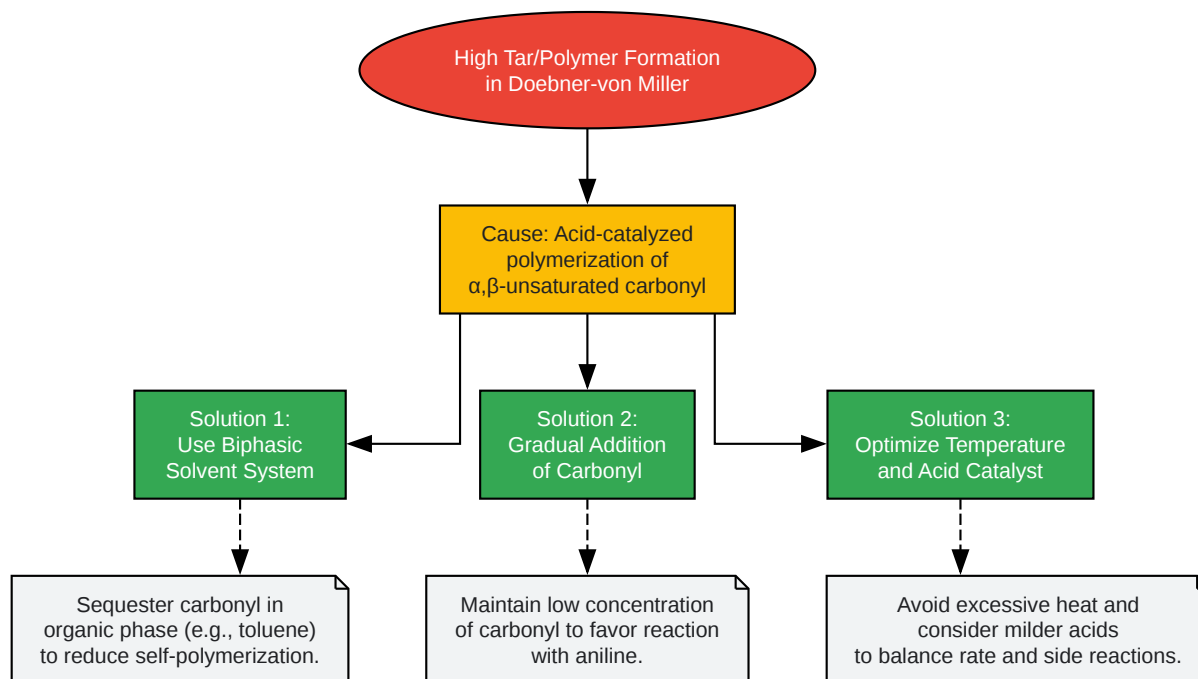 High Tar/Polymer Formation
in Doebner-von Miller
Cause: Acid-catalyzed
polymerization of
α,β-unsaturated carbonyl
Solution 1:
Use Biphasic
Solvent System
Solution 2:
Gradual Addition
of Carbonyl
Solution 3:
Optimize Temperature
and Acid Catalyst
Sequester carbonyl in
organic phase (e.g., toluene)
to reduce self-polymerization.
Maintain low concentration
of carbonyl to favor reaction
with aniline.
Avoid excessive heat and
consider milder acids
to balance rate and side reactions.